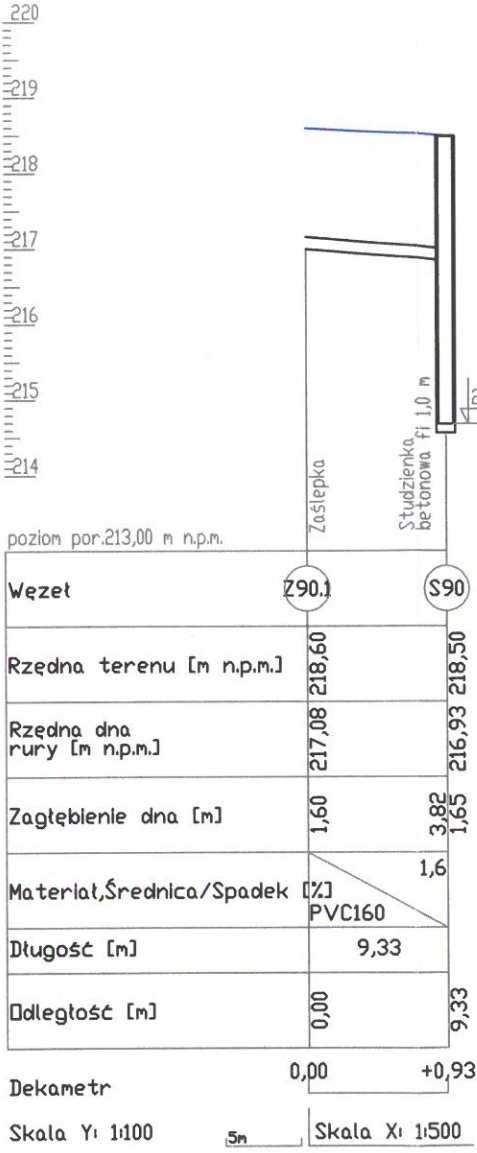 220
219
218
217
216
215
214
Zaślepka
Studzienka
betonowa fi 1,0 m
poziom por.213,00 m n.p.m.
Węzeł Z90.1 S90
Rzędna terenu [m n.p.m.] 218,60 218,50
Rzędna dna
rury [m n.p.m.] 217,08 216,93
Zagłębienie dna [m] 1,60 3,82 1,65
Materiał,Średnica/Spadek [%] 1,6
PVC160
Długość [m] 9,33
Odległość [m] 0,00 9,33
Dekametr 0,00 +0,93
Skala Y: 1:100 5m Skala X: 1:500